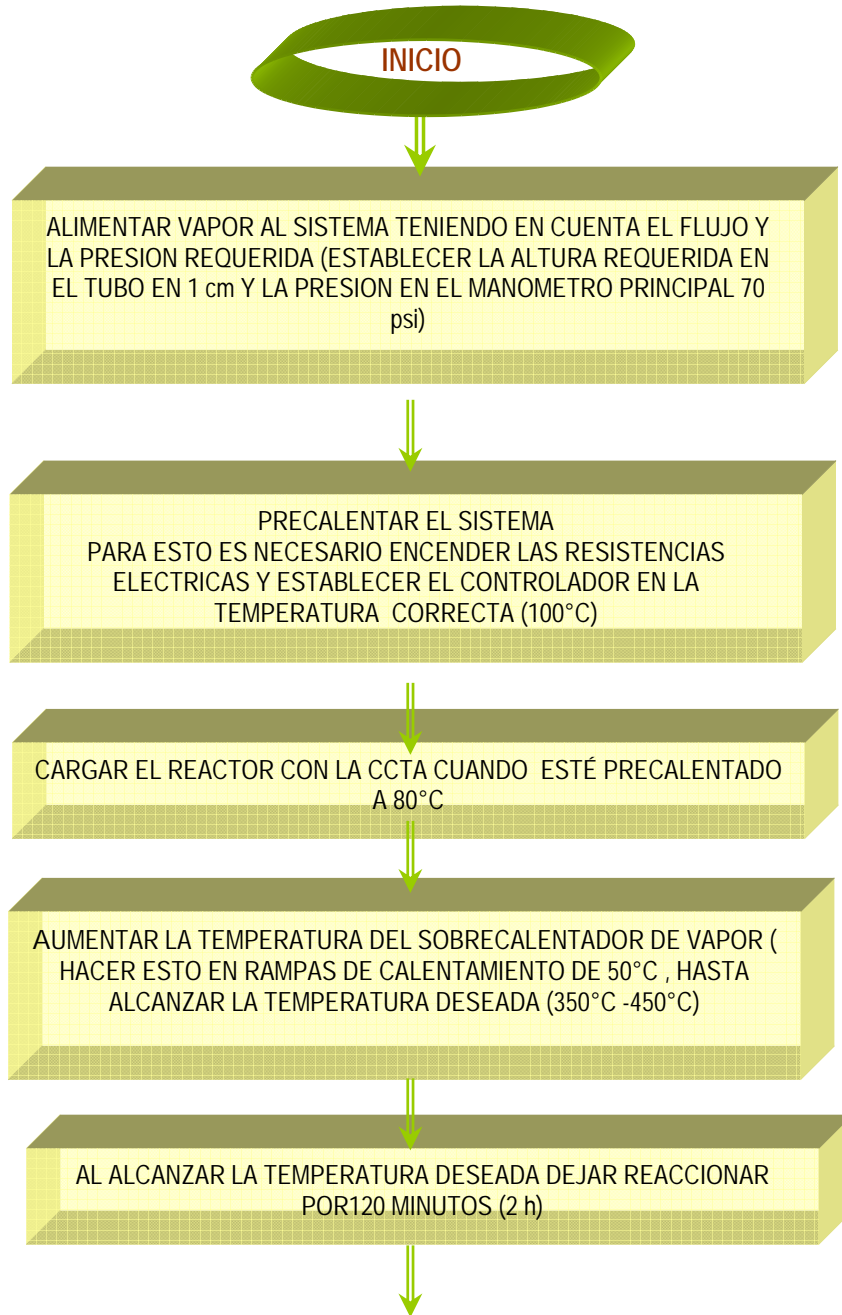 INICIO
ALIMENTAR VAPOR AL SISTEMA TENIENDO EN CUENTA EL FLUJO Y
LA PRESION REQUERIDA (ESTABLECER LA ALTURA REQUERIDA EN
EL TUBO EN 1 cm Y LA PRESION EN EL MANOMETRO PRINCIPAL 70
psi)
PRECALENTAR EL SISTEMA
PARA ESTO ES NECESARIO ENCENDER LAS RESISTENCIAS
ELECTRICAS Y ESTABLECER EL CONTROLADOR EN LA
TEMPERATURA CORRECTA (100°C)
CARGAR EL REACTOR CON LA CCTA CUANDO ESTÉ PRECALENTADO
A 80°C
AUMENTAR LA TEMPERATURA DEL SOBRECALENTADOR DE VAPOR (
HACER ESTO EN RAMPAS DE CALENTAMIENTO DE 50°C , HASTA
ALCANZAR LA TEMPERATURA DESEADA (350°C -450°C)
AL ALCANZAR LA TEMPERATURA DESEADA DEJAR REACCIONAR
POR120 MINUTOS (2 h)